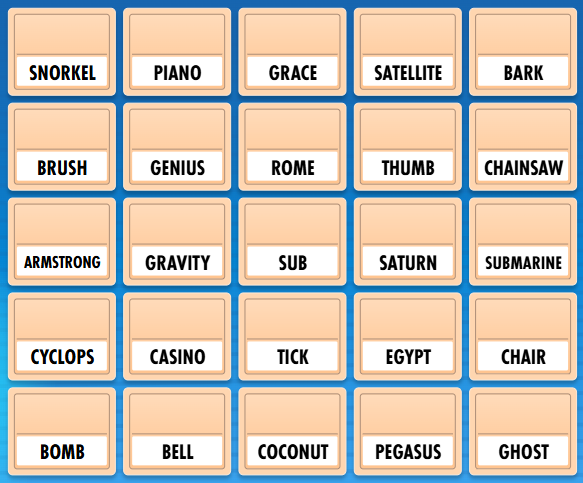 SNORKEL
PIANO
GRACE
SATELLITE
BARK
BRUSH
GENIUS
ROME
THUMB
CHAINSAW
ARMSTRONG
GRAVITY
SUB
SATURN
SUBMARINE
CYCLOPS
CASINO
TICK
EGYPT
CHAIR
BOMB
BELL
COCONUT
PEGASUS
GHOST